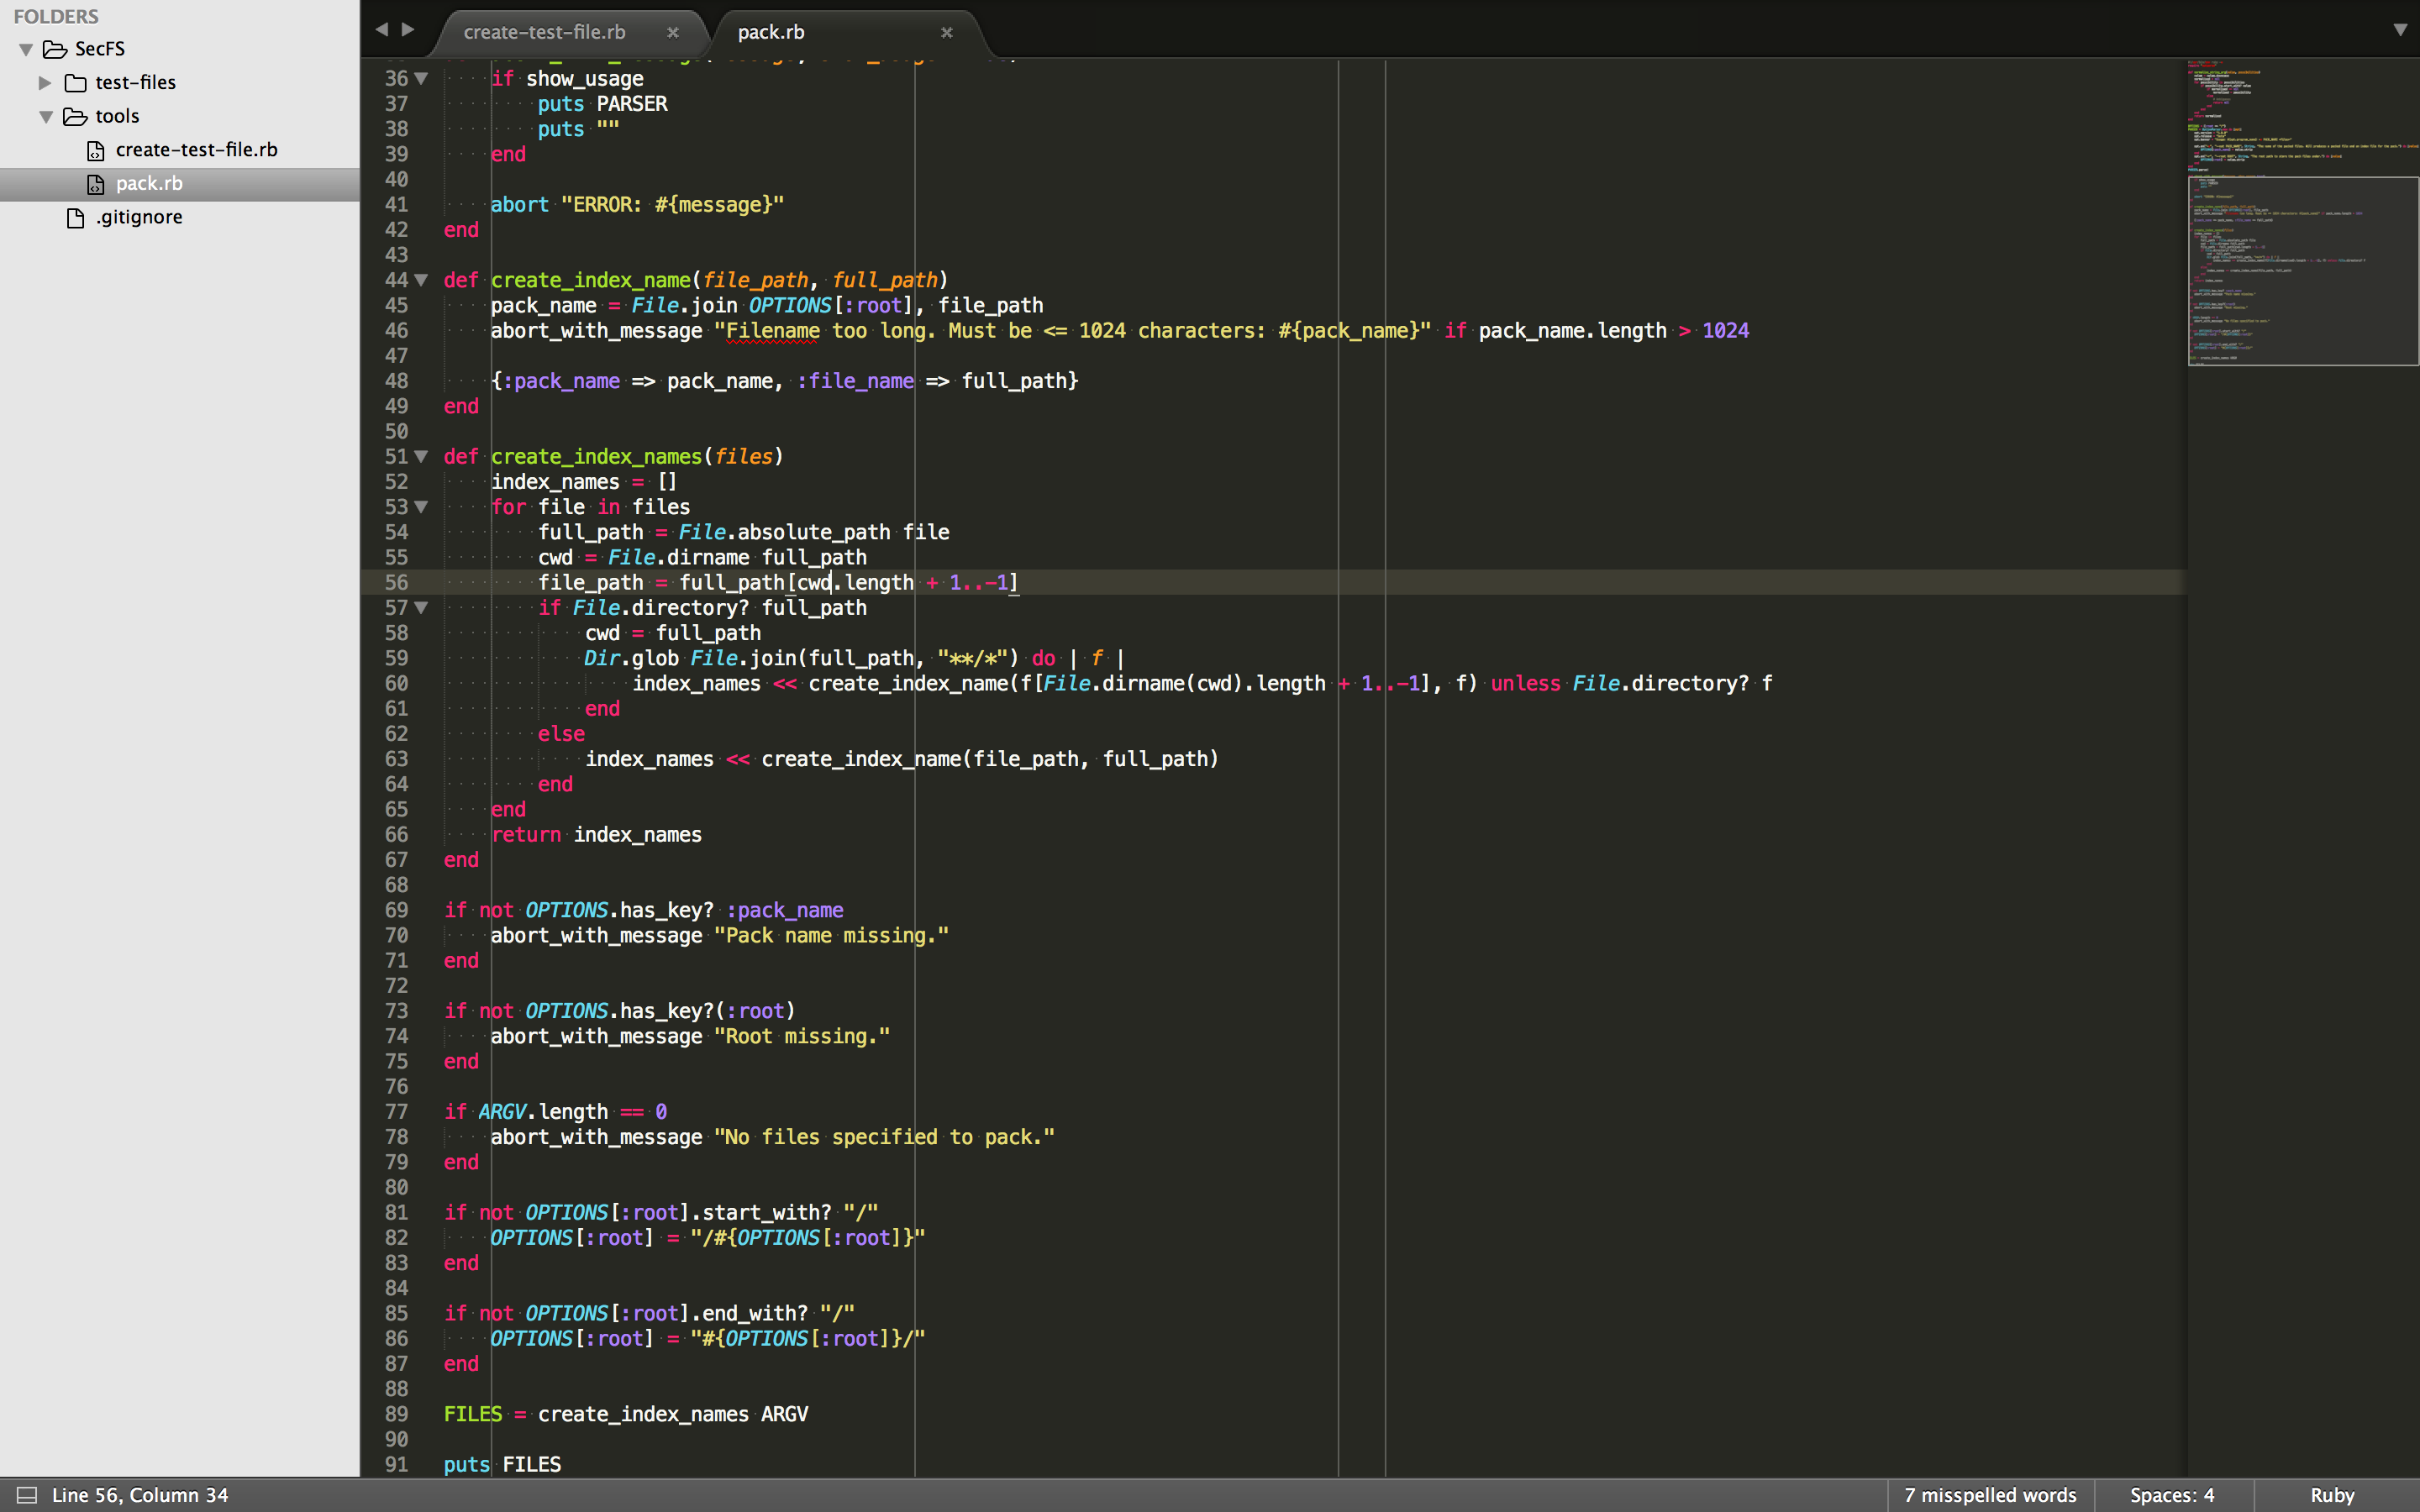 FOLDERS
SecFS
test-files
tools
create-test-file.rb
pack.rb
.gitignore
create-test-file.rb
pack.rb
36 if show_usage
37 puts PARSER
38 puts ""
39 end
40
41 abort "ERROR: #{message}"
42 end
43
44 def create_index_name(file_path, full_path)
45 pack_name = File.join OPTIONS[:root], file_path
46 abort_with_message "Filename too long. Must be <= 1024 characters: #{pack_name}" if pack_name.length > 1024
47
48 {:pack_name => pack_name, :file_name => full_path}
49 end
50
51 def create_index_names(files)
52 index_names = []
53 for file in files
54 full_path = File.absolute_path file
55 cwd = File.dirname full_path
56 file_path = full_path[cwd.length + 1..-1]
57 if File.directory? full_path
58 cwd = full_path
59 Dir.glob File.join(full_path, "**/*") do | f |
60 index_names << create_index_name(f[File.dirname(cwd).length + 1..-1], f) unless File.directory? f
61 end
62 else
63 index_names << create_index_name(file_path, full_path)
64 end
65 end
66 return index_names
67 end
68
69 if not OPTIONS.has_key? :pack_name
70 abort_with_message "Pack name missing."
71 end
72
73 if not OPTIONS.has_key?(:root)
74 abort_with_message "Root missing."
75 end
76
77 if ARGV.length == 0
78 abort_with_message "No files specified to pack."
79 end
80
81 if not OPTIONS[:root].start_with? "/"
82 OPTIONS[:root] = "/#{OPTIONS[:root]}"
83 end
84
85 if not OPTIONS[:root].end_with? "/"
86 OPTIONS[:root] = "#{OPTIONS[:root]}/"
87 end
88
89 FILES = create_index_names ARGV
90
91 puts FILES
Line 56, Column 34
7 misspelled words
Spaces: 4
Ruby